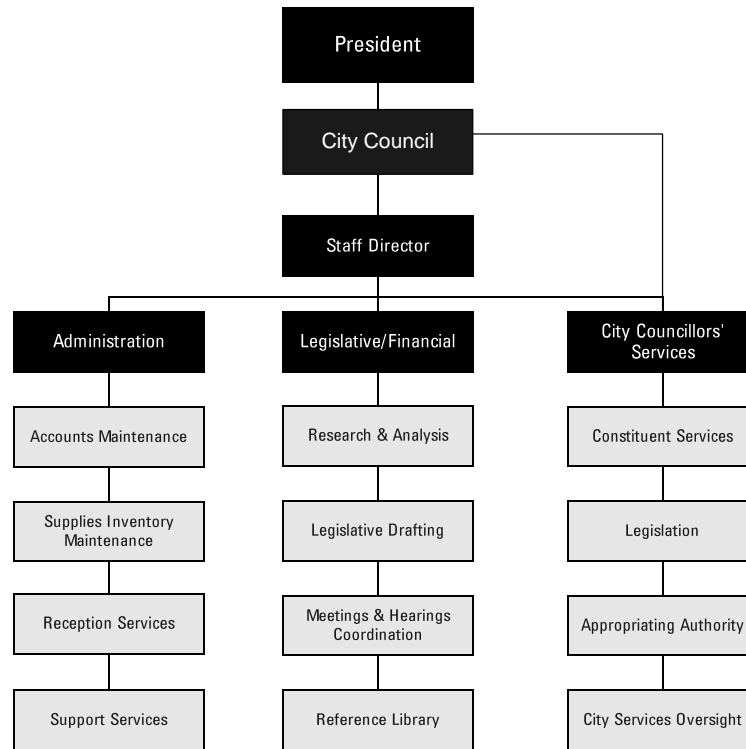 President
City Council
Staff Director
Administration
Legislative/Financial
City Councillors'
Services
Accounts Maintenance
Research & Analysis
Constituent Services
Supplies Inventory
Maintenance
Legislative Drafting
Legislation
Reception Services
Meetings & Hearings
Coordination
Appropriating Authority
Support Services
Reference Library
City Services Oversight